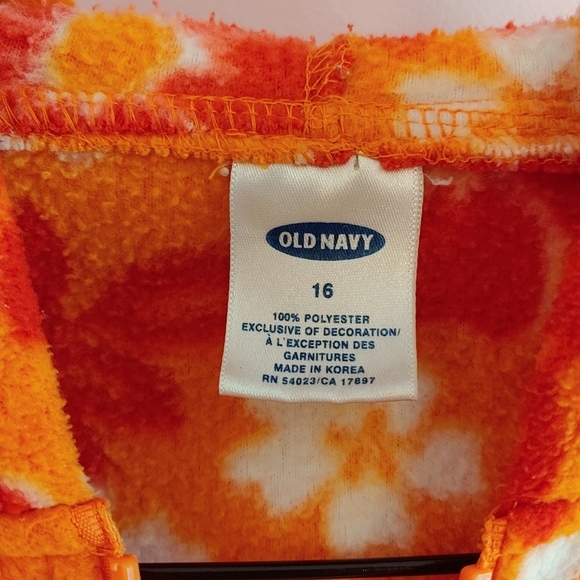 OLD NAVY
16
100% POLYESTER
EXCLUSIVE OF DECORATION/
À L'EXCEPTION DES
GARNITURES
MADE IN KOREA
RN 54023/CA 17897